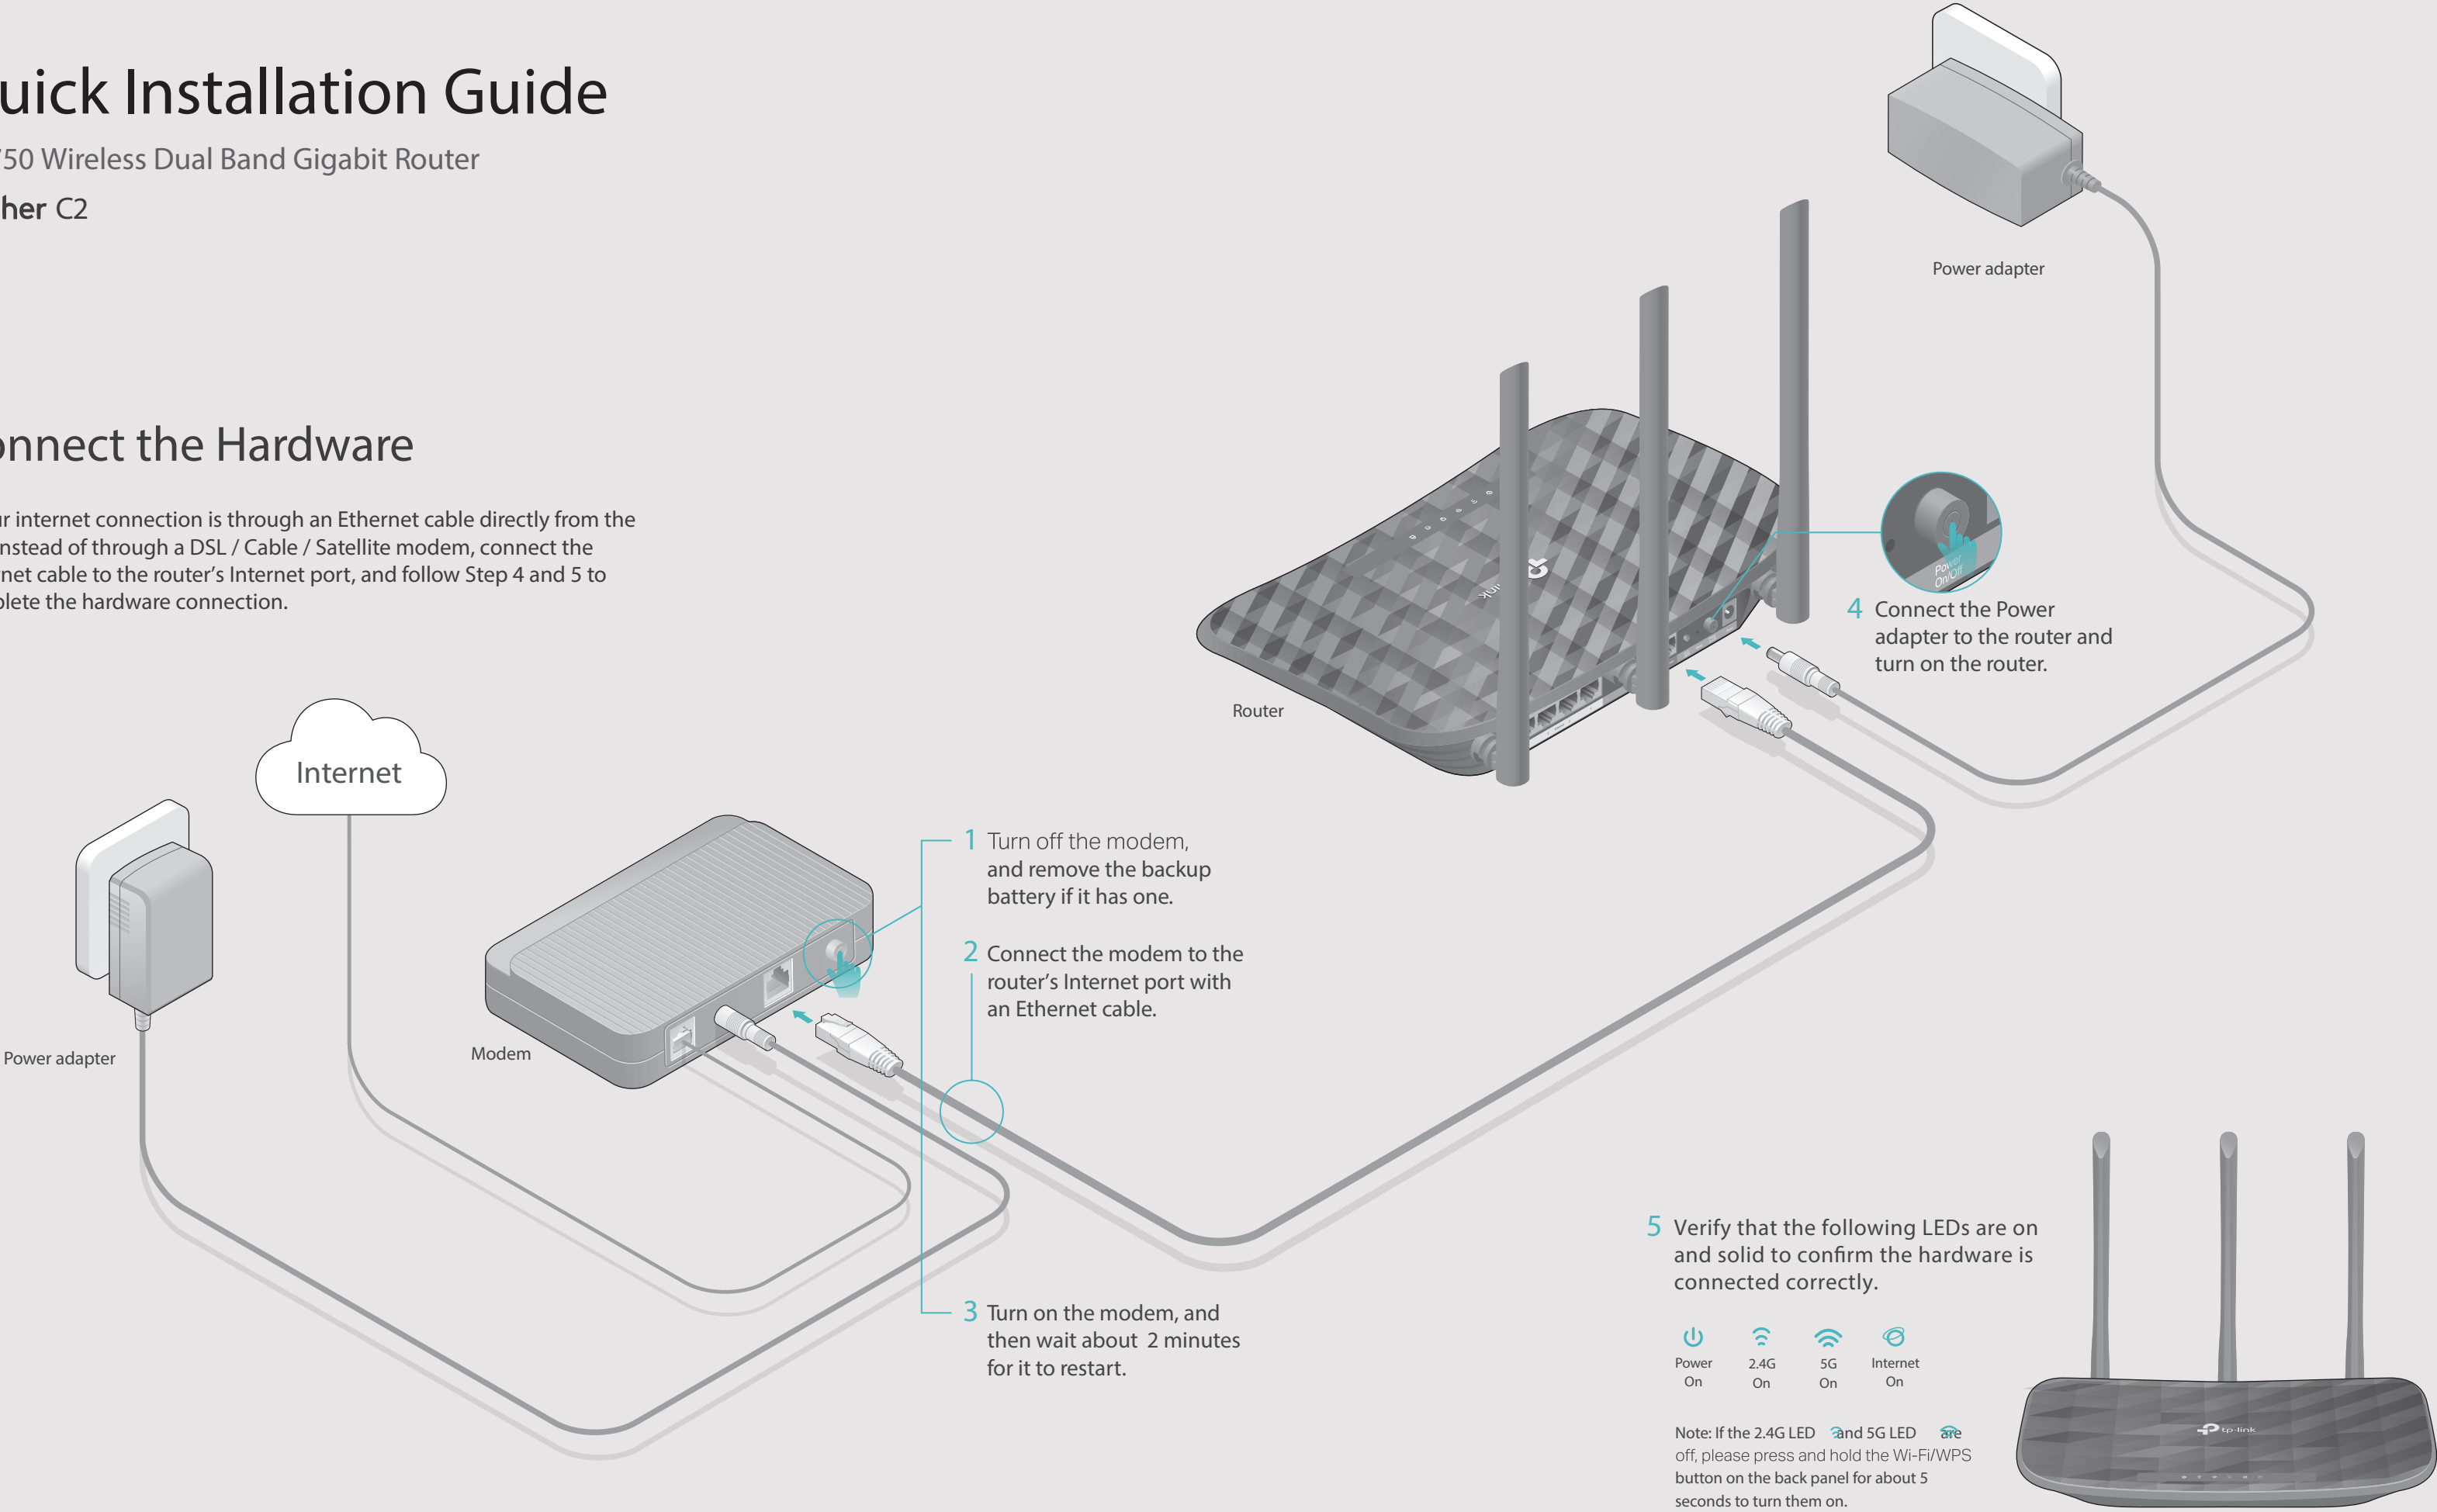 uick Installation Guide
750 Wireless Dual Band Gigabit Router
her C2
onnect the Hardware
ur internet connection is through an Ethernet cable directly from the
nstead of through a DSL / Cable / Satellite modem, connect the
rnet cable to the router's Internet port, and follow Step 4 and 5 to
plete the hardware connection.
Power adapter
Power
On/Off
4 Connect the Power
adapter to the router and
turn on the router.
Router
Internet
1 Turn off the modem,
and remove the backup
battery if it has one.
2 Connect the modem to the
router's Internet port with
an Ethernet cable.
Modem
Power adapter
3 Turn on the modem, and
then wait about 2 minutes
for it to restart.
5 Verify that the following LEDs are on
and solid to confirm the hardware is
connected correctly.
Power 2.4G 5G Internet
On On On On
Note: If the 2.4G LED and 5G LED are
off, please press and hold the Wi-Fi/WPS
button on the back panel for about 5
seconds to turn them on.
tp-link